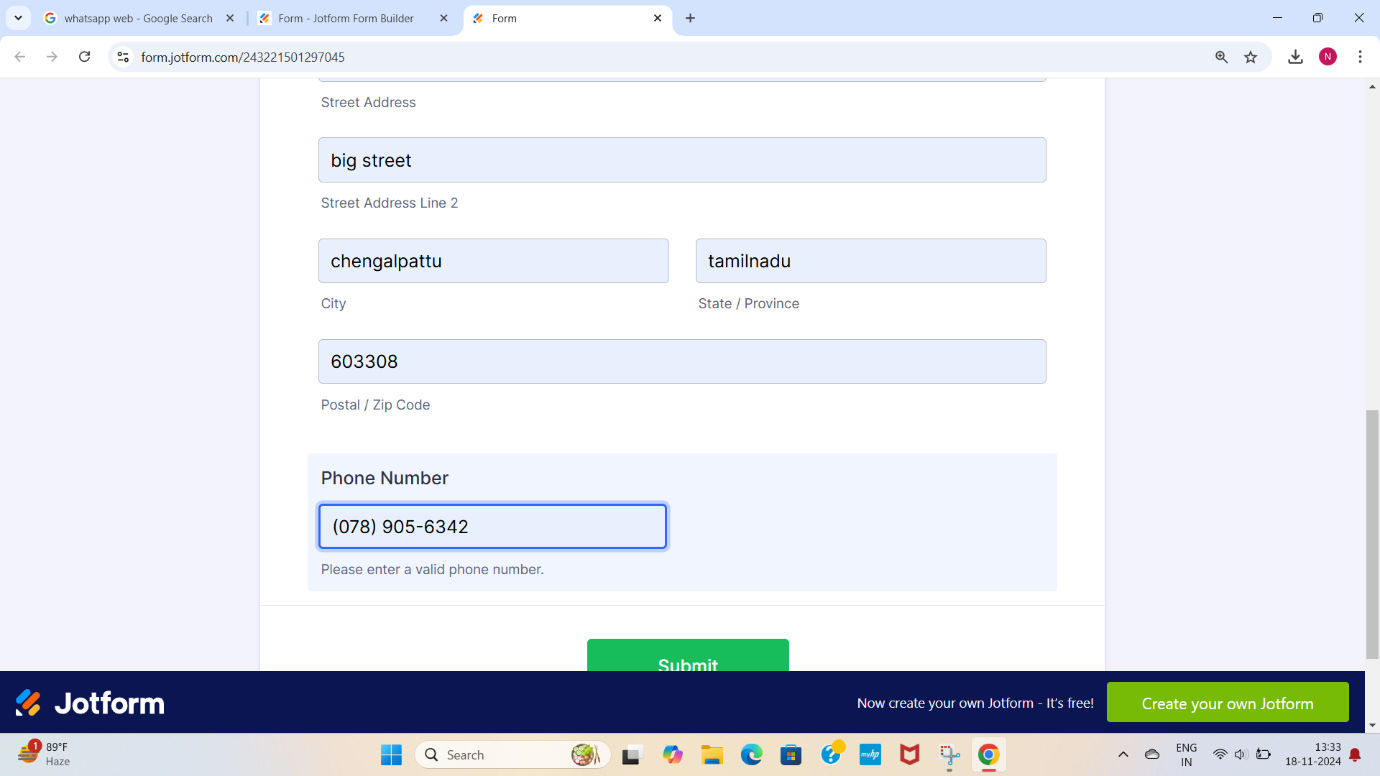 whatsapp web - Google Search
Form - Jotform Form Builder
Form
form.jotform.com/243221501297045
N
Street Address
big street
Street Address Line 2
chengalpattu
tamilnadu
City
State / Province
603308
Postal / Zip Code
Phone Number
(078) 905-6342
Please enter a valid phone number.
Submit
Jotform
Now create your own Jotform - It's free!
Create your own Jotform
1
89°F
Haze
Search
myhp
ENG
IN
13:33
18-11-2024